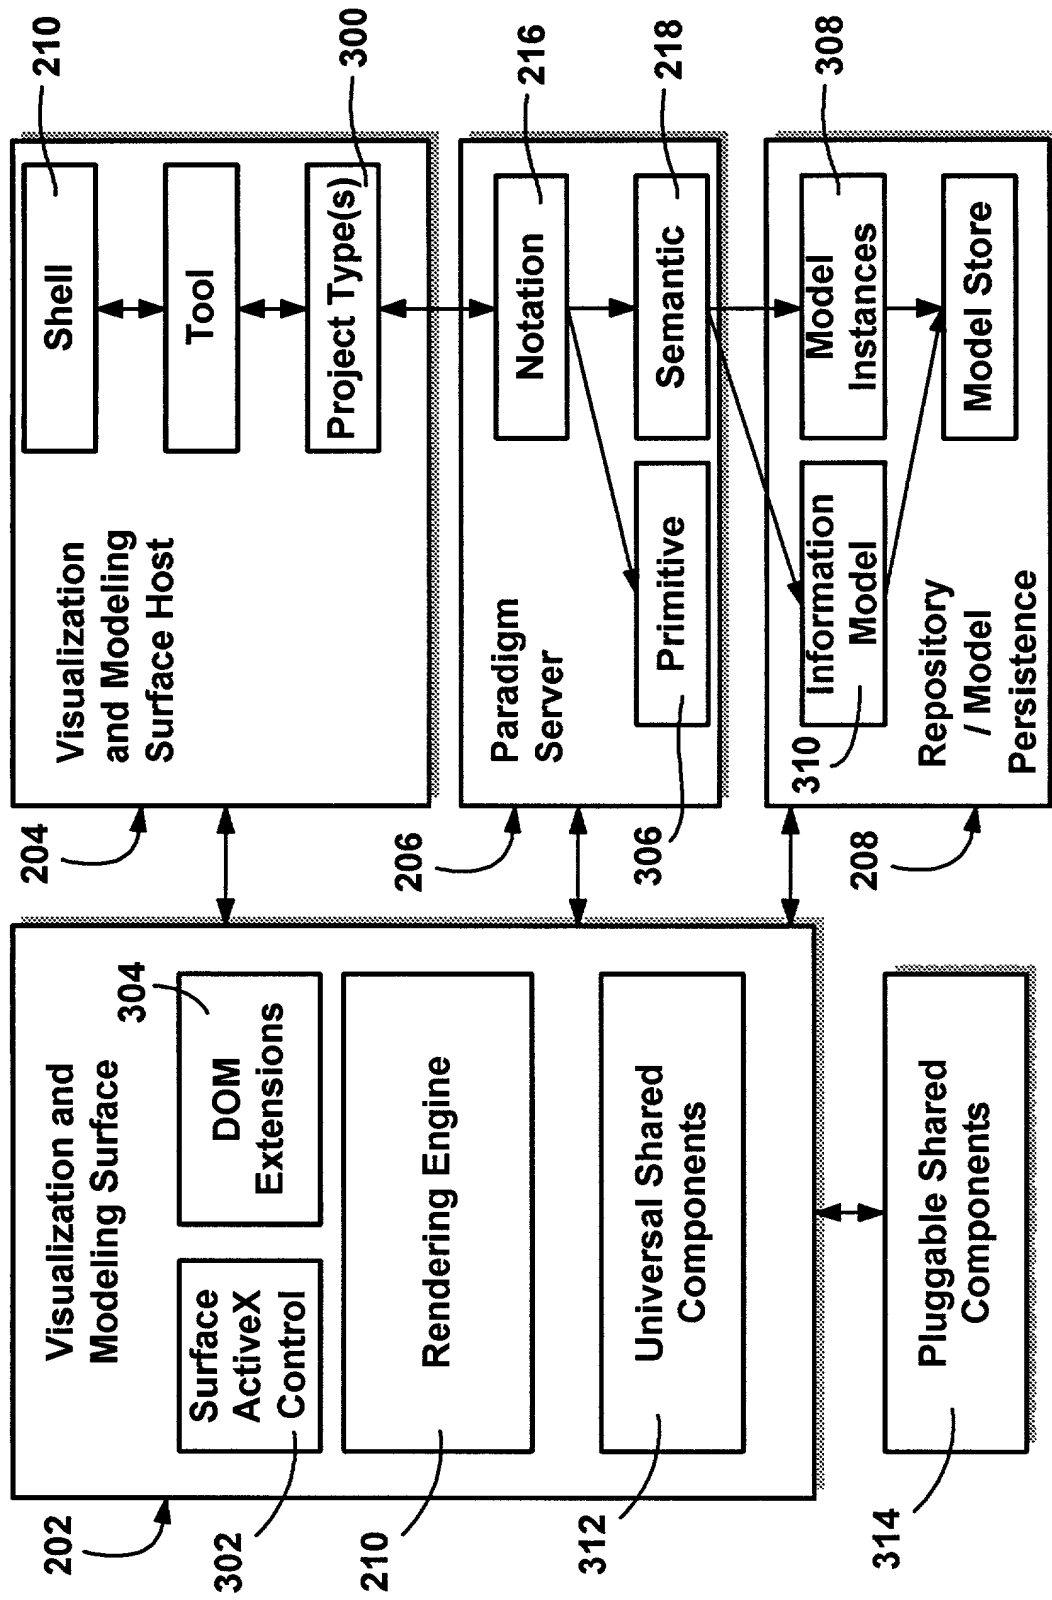 Visualization and
Modeling Surface
Surface
ActiveX
Control
DOM
Extensions
Rendering Engine
Universal Shared
Components
Pluggable Shared
Components
202
302
304
210
312
314
Visualization
and Modeling
Surface Host
Shell
Tool
Project Type(s)
204
210
300
Paradigm
Server
Notation
Primitive
Semantic
206
306
216
218
Information
Model
Model
Instances
Model Store
Repository
/ Model
Persistence
310
208
308